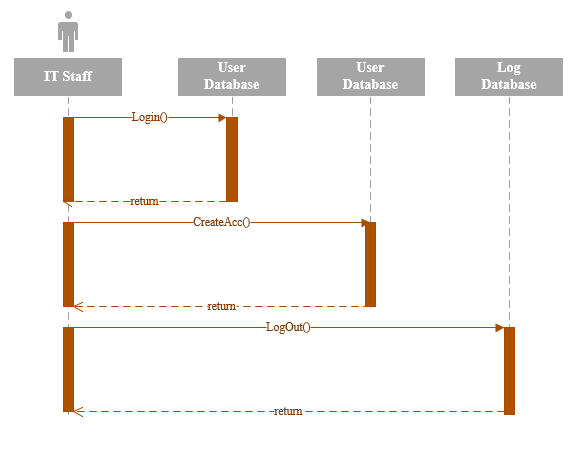 IT Staff
User
Database
User
Database
Log
Database
Login()
return
CreateAcc()
return
LogOut()
return